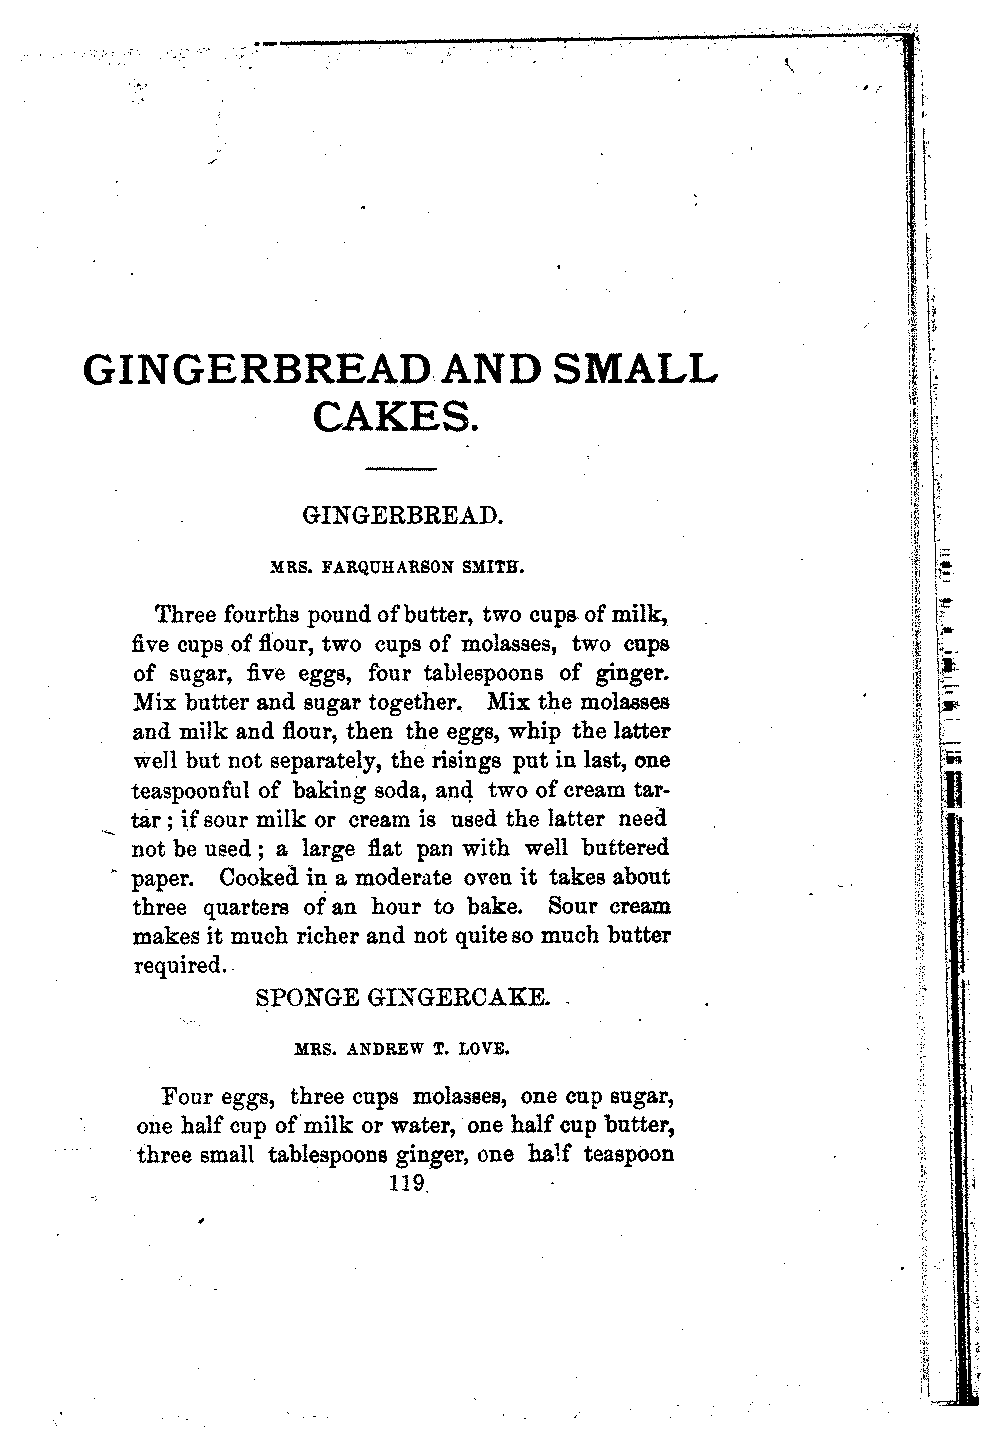 GINGERBREAD AND SMALL
CAKES.
GINGERBREAD.
MRS. FARQUHARSON SMITH.
Three fourths pound of butter, two cups of milk,
five cups of flour, two cups of molasses, two cups
of sugar, five eggs, four tablespoons of ginger.
Mix butter and sugar together. Mix the molasses
and milk and flour, then the eggs, whip the latter
well but not separately, the risings put in last, one
teaspoonful of baking soda, and two of cream tar-
tar; if sour milk or cream is used the latter need
not be used; a large flat pan with well buttered
paper. Cooked in a moderate oven it takes about
three quarters of an hour to bake. Sour cream
makes it much richer and not quite so much butter
required.
SPONGE GINGERCAKE.
MRS. ANDREW T. LOVE.
Four eggs, three cups molasses, one cup sugar,
one half cup of milk or water, one half cup butter,
three small tablespoons ginger, one half teaspoon
119